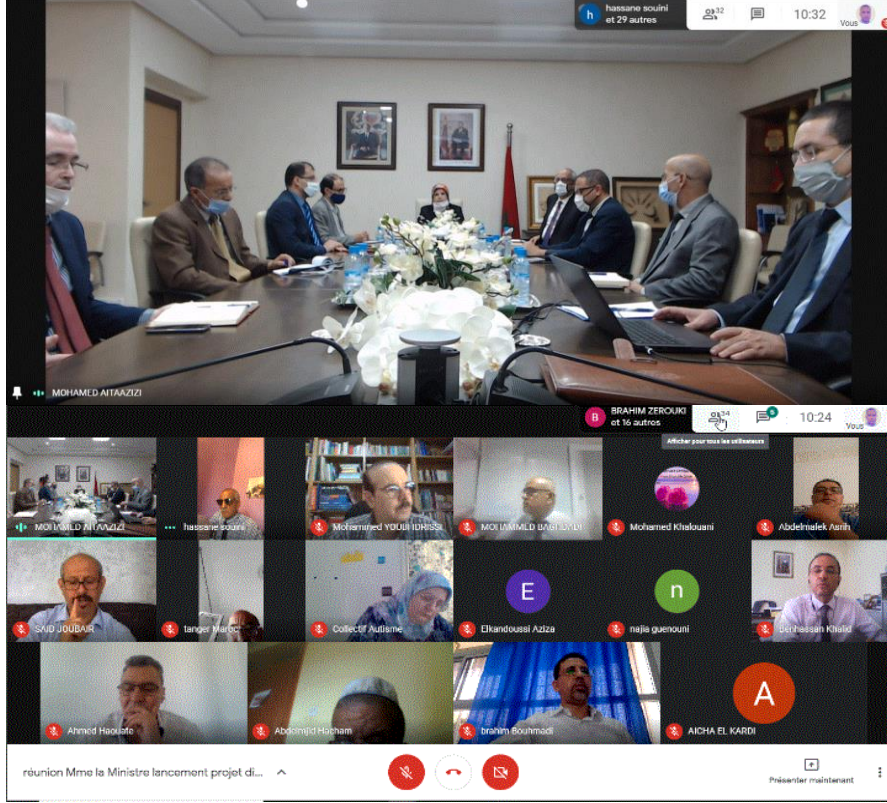 h
hassane souini
et 29 autres
32
10:32
Vous
MOHAMED AITAAZIZI
B
BRAHIM ZEROUKI
et 16 autres
34
5
10:24
Vous
Afficher pour tous les utilisateurs
MOHAMED AITAAZIZI
hassane souini
Mohammed YOUBI IDRISSI
MOHAMMED BAGHDADI
Mohamed Khalouani
Abdelmalek Asrih
SAID JOUBAIR
tanger Maroc
Collectif Autisme
E
Elkandoussi Aziza
n
najia guenouni
Benhassan Khalid
Ahmed Haouate
Abdelmjid Hacham
brahim Bouhmadi
A
AICHA EL KARDI
réunion Mme la Ministre lancement projet di...
Présenter maintenant